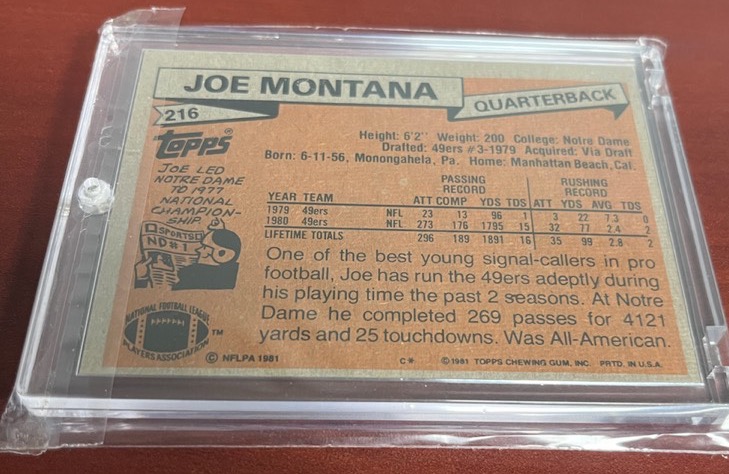 JOE MONTANA
QUARTERBACK
216
Topps®
Height: 6'2" Weight: 200 College: Notre Dame
Drafted: 49ers #3-1979 Acquired: Via Draft
Born: 6-11-56, Monongahela, Pa. Home: Manhattan Beach, Cal.
JOE LED
NOTRE DAME
TO 1977
NATIONAL
CHAMPION-
SHIP
SPORTS
ND #1
PASSING RUSHING
RECORD RECORD
YEAR TEAM ATT COMP YDS TDS ATT YDS AVG TDS
1979 49ers NFL 23 13 96 1 3 22 7.3 0
1980 49ers NFL 273 176 1795 15 32 77 2.4 2
LIFETIME TOTALS 296 189 1891 16 35 99 2.8 2
One of the best young signal-callers in pro
football, Joe has run the 49ers adeptly during
his playing time the past 2 seasons. At Notre
Dame he completed 269 passes for 4121
yards and 25 touchdowns. Was All-American.
NATIONAL FOOTBALL LEAGUE
PLAYERS ASSOCIATION
TM
© NFLPA 1981
C*
© 1981 TOPPS CHEWING GUM, INC. PRTD. IN U.S.A.